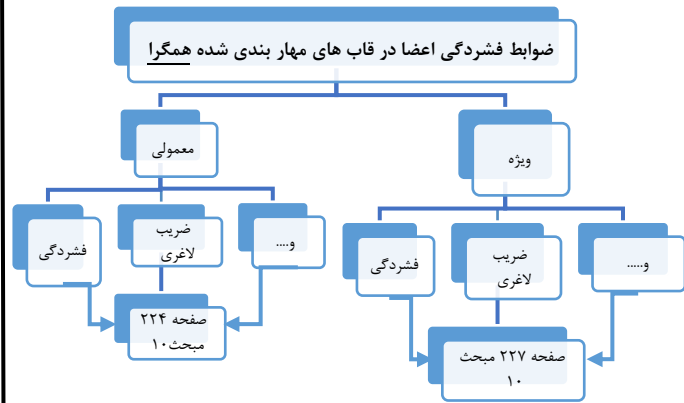 ضوابط فشردگی اعضا در قاب های مهار بندی شده همگرا
ویژه
معمولی
و.....
ضریب
لاغری
فشردگی
و....
ضریب
لاغری
فشردگی
صفحه ۲۲۷ مبحث
۱۰
صفحه ۲۲۴
مبحث۱۰